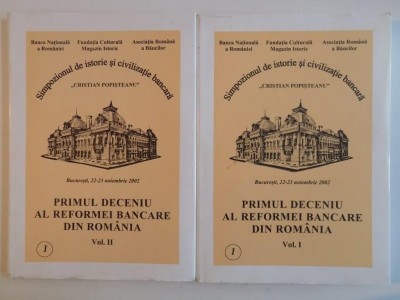 Banca Națională Fundația Culturală Asociația Română
a României Magazin Istoric a Băncilor
Simpozionul de istorie și civilizație bancară
„CRISTIAN POPIȘTEANU”
București, 22-23 noiembrie 2002
PRIMUL DECENIU
AL REFORMEI BANCARE
DIN ROMÂNIA
Vol. II
1
Banca Națională Fundația Culturală Asociația Română
a României Magazin Istoric a Băncilor
Simpozionul de istorie și civilizație bancară
„CRISTIAN POPIȘTEANU”
București, 22-23 noiembrie 2002
PRIMUL DECENIU
AL REFORMEI BANCARE
DIN ROMÂNIA
Vol. I
1